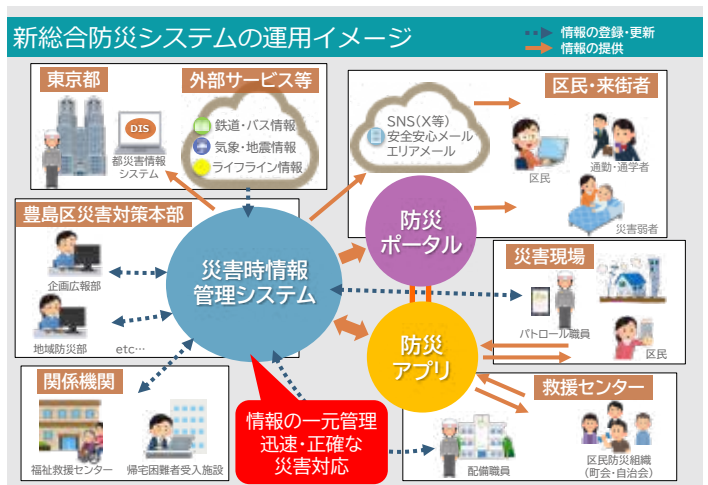 新総合防災システムの運用イメージ
情報の登録・更新
情報の提供
東京都
DIS
都災害情報
システム
外部サービス等
鉄道・バス情報
気象・地震情報
ライフライン情報
区民・来街者
SNS(X等)
安全安心メール
エリアメール
区民
通勤・通学者
災害弱者
豊島区災害対策本部
企画広報部
地域防災部
etc…
災害時情報
管理システム
防災
ポータル
防災
アプリ
災害現場
パトロール職員
区民
関係機関
福祉救援センター
帰宅困難者受入施設
情報の一元管理
迅速・正確な
災害対応
救援センター
配備職員
区民防災組織
(町会・自治会)